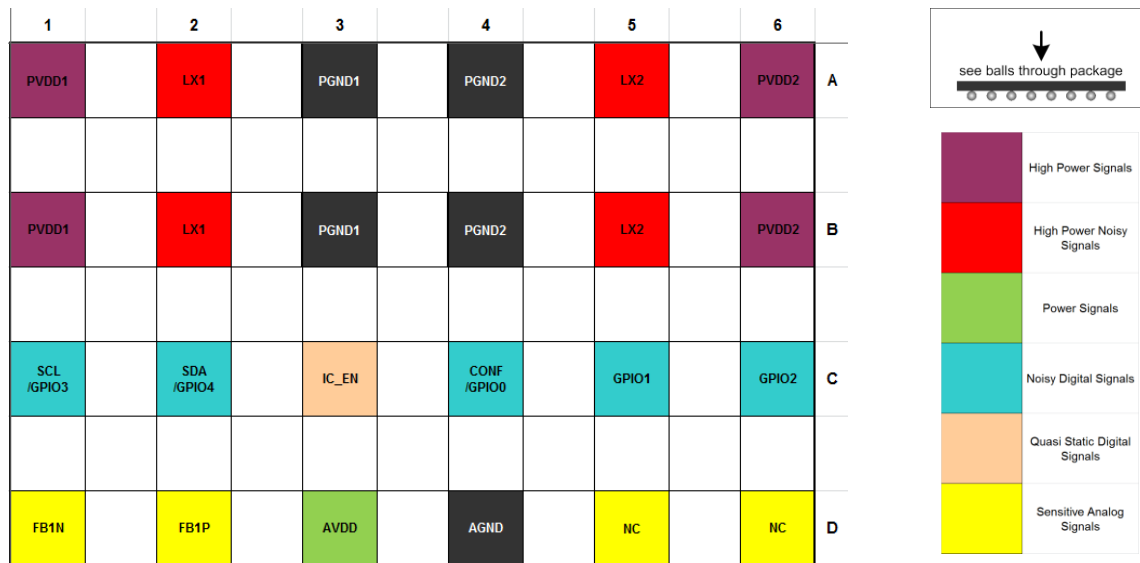 1 2 3 4 5 6
PVDD1 LX1 PGND1 PGND2 LX2 PVDD2 A
PVDD1 LX1 PGND1 PGND2 LX2 PVDD2 B
SCL SDA IC_EN CONF GPIO1 GPIO2 C
/GPIO3 /GPIO4 /GPIO0
FB1N FB1P AVDD AGND NC NC D
see balls through package
High Power Signals
High Power Noisy
Signals
Power Signals
Noisy Digital Signals
Quasi Static Digital
Signals
Sensitive Analog
Signals